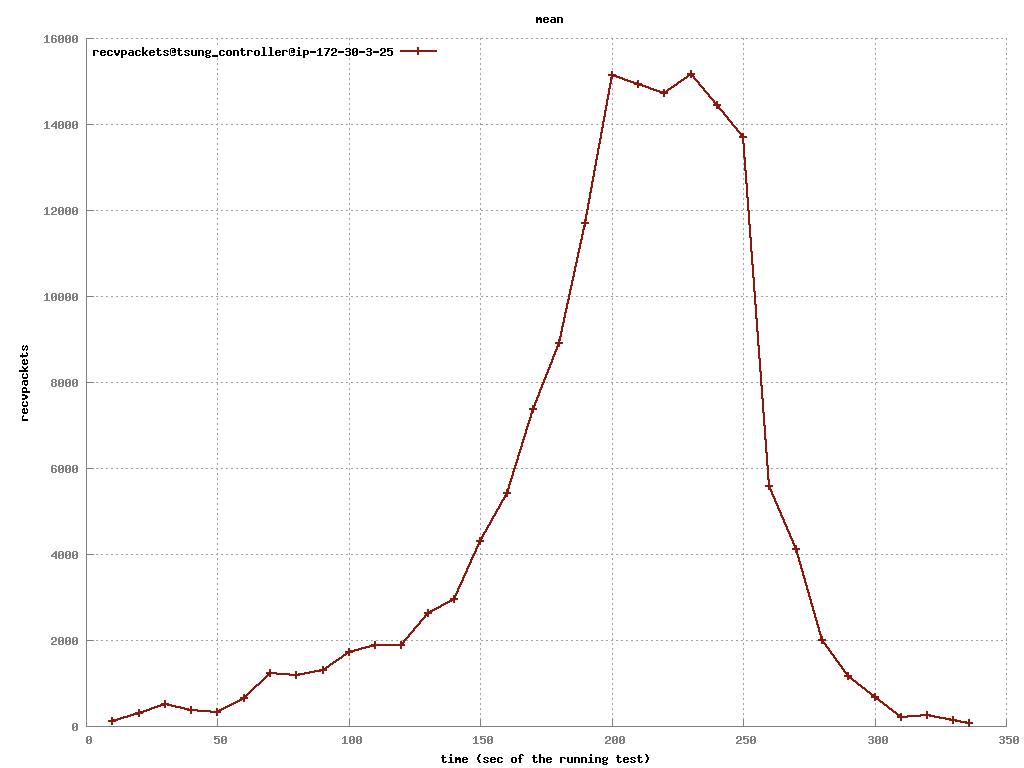 mean
16000
recvpackets@tsung_controller@ip-172-30-3-25
14000
12000
10000
8000
6000
4000
2000
0
recvpackets
0 50 100 150 200 250 300 350
time (sec of the running test)